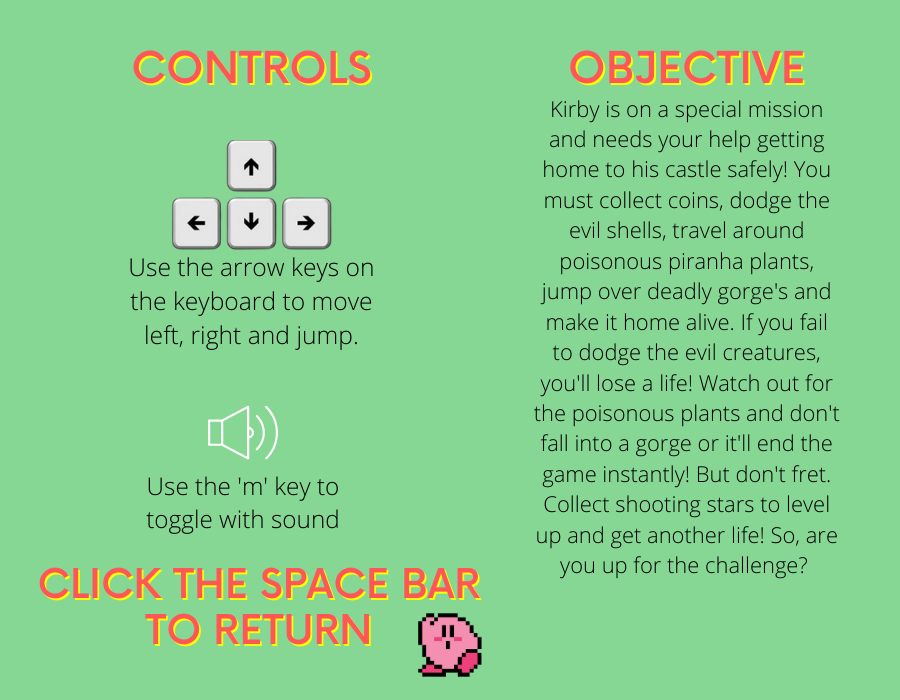 CONTROLS
Use the arrow keys on
the keyboard to move
left, right and jump.
Use the 'm' key to
toggle with sound
CLICK THE SPACE BAR
TO RETURN
OBJECTIVE
Kirby is on a special mission
and needs your help getting
home to his castle safely! You
must collect coins, dodge the
evil shells, travel around
poisonous piranha plants,
jump over deadly gorge's and
make it home alive. If you fail
to dodge the evil creatures,
you'll lose a life! Watch out for
the poisonous plants and don't
fall into a gorge or it'll end the
game instantly! But don't fret.
Collect shooting stars to level
up and get another life! So, are
you up for the challenge?